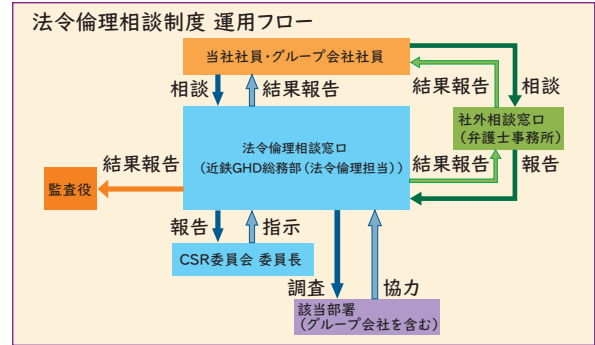 法令倫理相談制度 運用フロー
当社社員・グループ会社社員
相談
結果報告
結果報告
相談
社外相談窓口
（弁護士事務所）
法令倫理相談窓口
（近鉄GHD総務部（法令倫理担当））
結果報告
報告
結果報告
監査役
報告
指示
CSR委員会 委員長
調査
協力
該当部署
（グループ会社を含む）